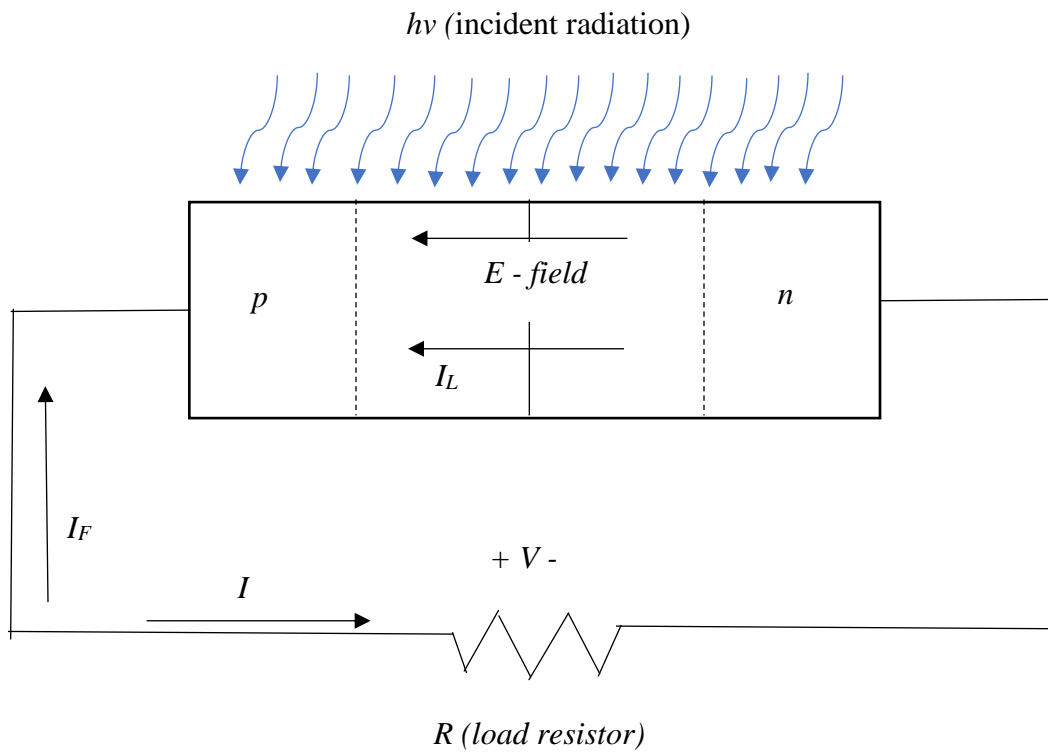 hv (incident radiation)
E - field
p
n
I_L
I_F
+ V -
I
R (load resistor)